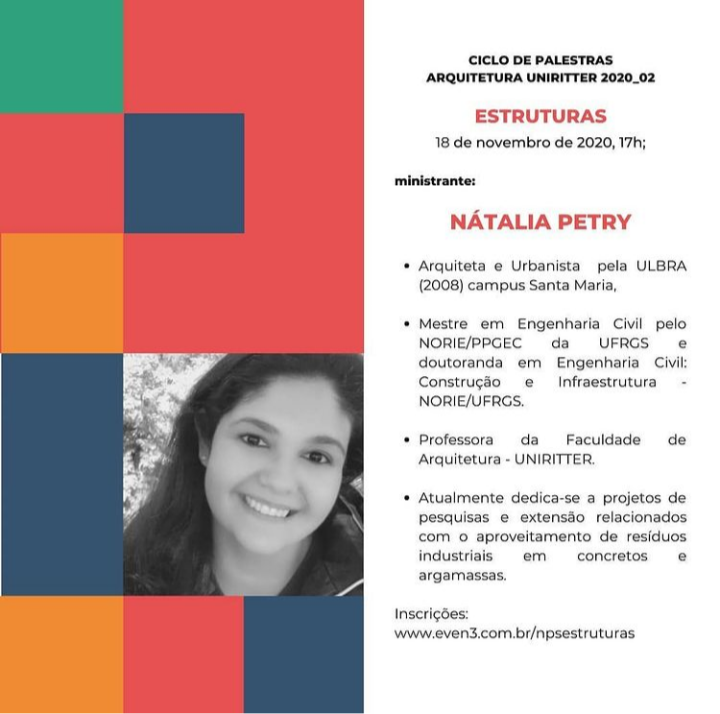 CICLO DE PALESTRAS
ARQUITETURA UNIRITTER 2020_02
ESTRUTURAS
18 de novembro de 2020, 17h;
ministrante:
NÁTALIA PETRY
• Arquiteta e Urbanista pela ULBRA
(2008) campus Santa Maria,
• Mestre em Engenharia Civil pelo
NORIE/PPGEC da UFRGS e
doutoranda em Engenharia Civil:
Construção e Infraestrutura -
NORIE/UFRGS.
• Professora da Faculdade de
Arquitetura - UNIRITTER.
• Atualmente dedica-se a projetos de
pesquisas e extensão relacionados
com o aproveitamento de resíduos
industriais em concretos e
argamassas.
Inscrições:
www.even3.com.br/npsestruturas